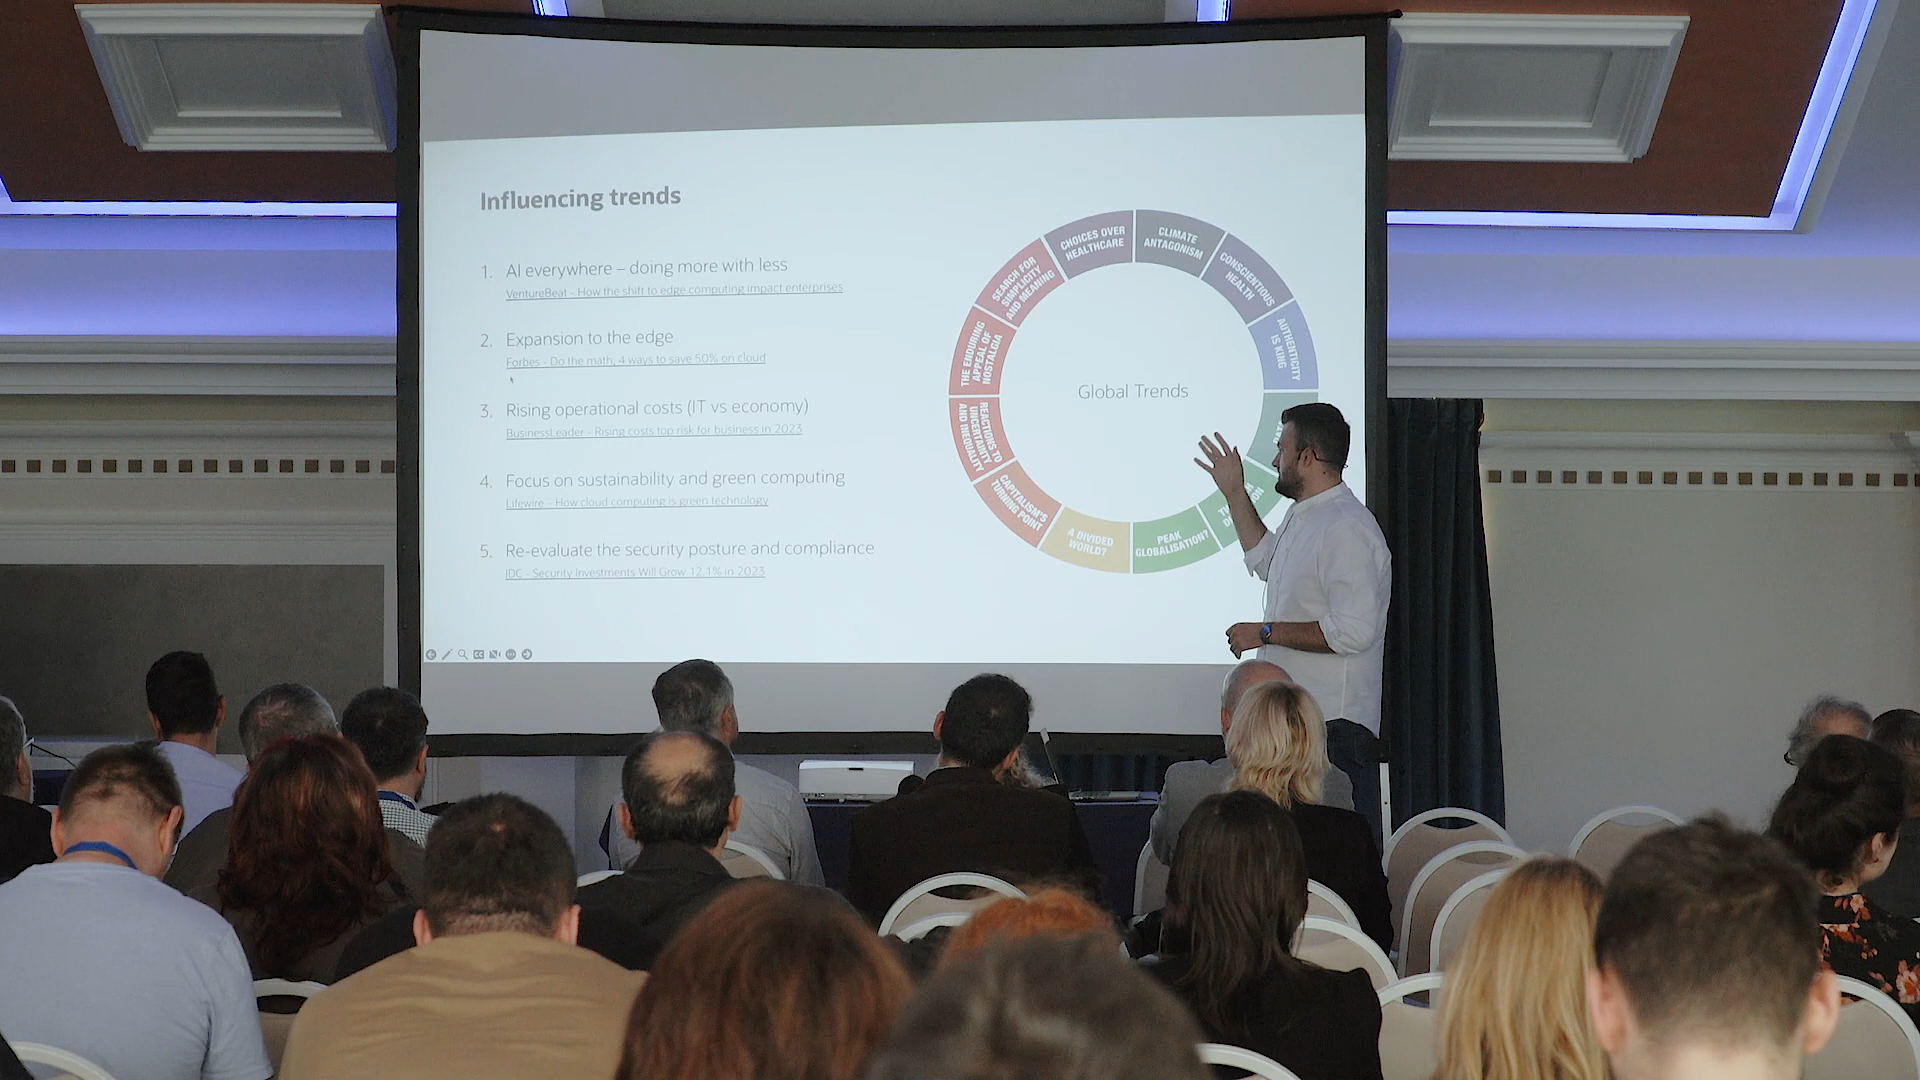 Influencing trends
1. AI everywhere – doing more with less
VentureBeat - How the shift to edge computing impact enterprises
2. Expansion to the edge
Forbes - Do the math, 4 ways to save 50% on cloud
3. Rising operational costs (IT vs economy)
BusinessLeader - Rising costs top risk for business in 2023
4. Focus on sustainability and green computing
Lifewire – How cloud computing is green technology
5. Re-evaluate the security posture and compliance
IDC - Security Investments Will Grow 12.1% in 2023
Global Trends
CLIMATE
ANTAGONISM
CONSCIENTIOUS
HEALTH
AUTHENTICITY
IS KING
PEAK
GLOBALISATION?
A DIVIDED
WORLD?
CAPITALISM'S
TURNING POINT
REACTIONS TO
UNCERTAINTY
AND INEQUALITY
THE ENDURING
APPEAL OF
NOSTALGIA
SEARCH FOR
SIMPLICITY
AND MEANING
CHOICES OVER
HEALTHCARE